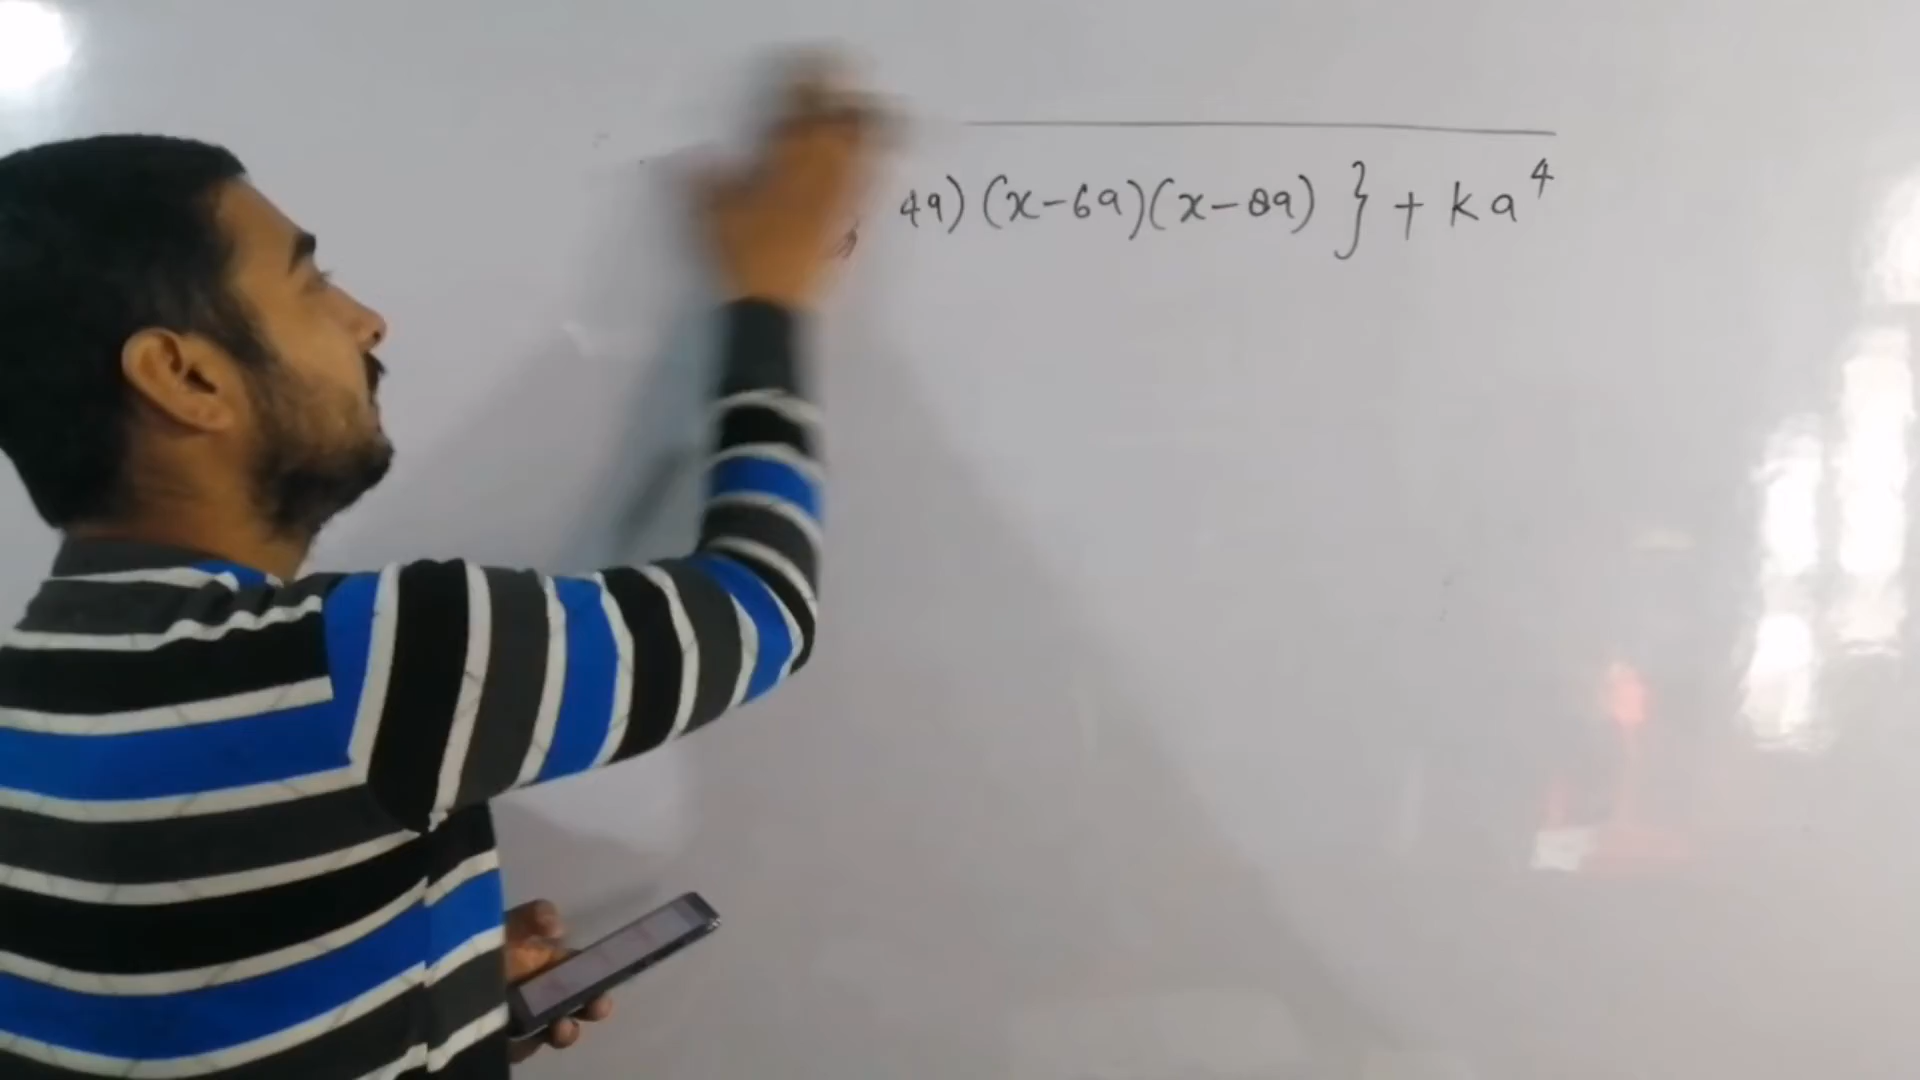 4a) (x-6a)(x-8a) } + ka⁴